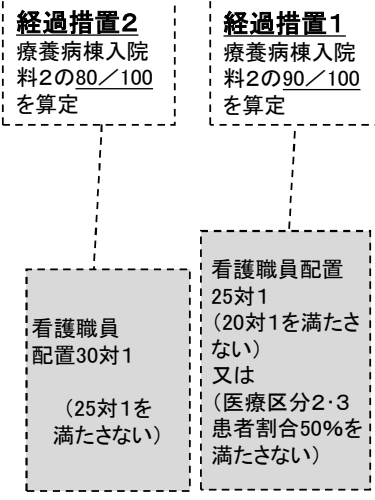 経過措置2
療養病棟入院
料2の80／100
を算定
経過措置1
療養病棟入院
料2の90／100
を算定
看護職員
配置30対1
（25対1を
満たさない）
看護職員配置
25対1
（20対1を満たさ
ない）
又は
（医療区分2・3
患者割合50％を
満たさない）